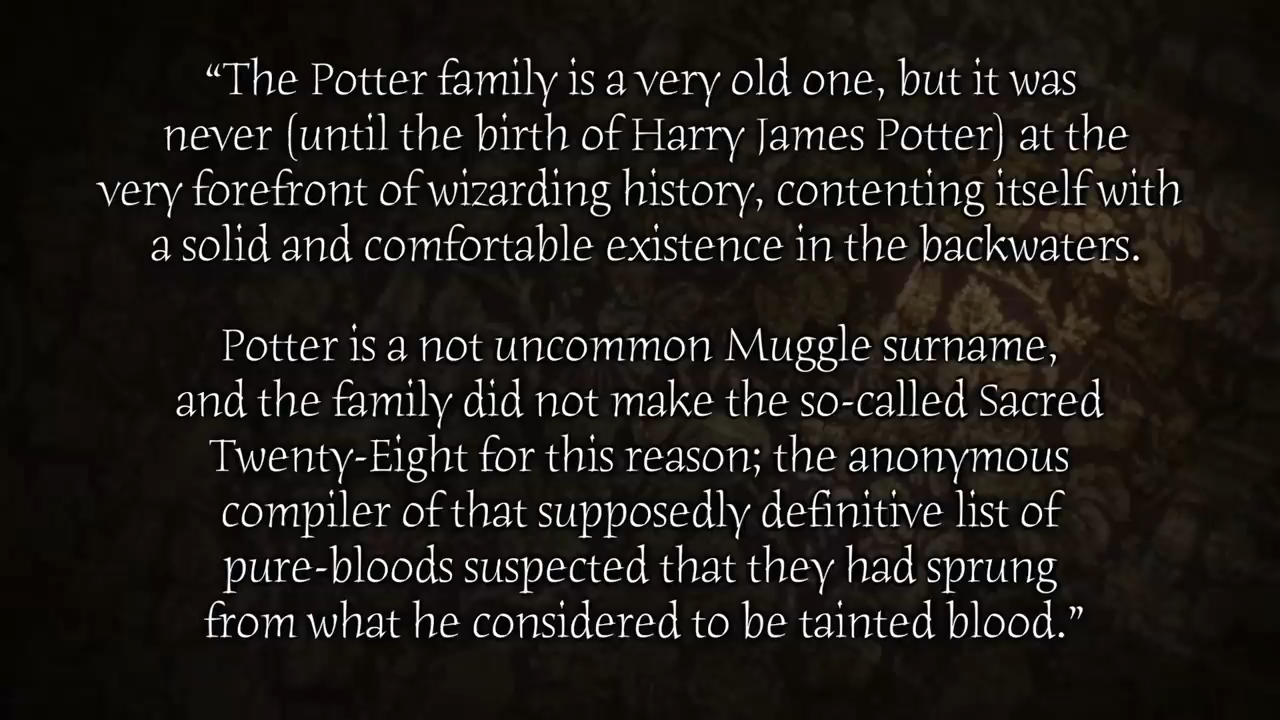 “The Potter family is a very old one, but it was
never (until the birth of Harry James Potter) at the
very forefront of wizarding history, contenting itself with
a solid and comfortable existence in the backwaters.
Potter is a not uncommon Muggle surname,
and the family did not make the so-called Sacred
Twenty-Eight for this reason; the anonymous
compiler of that supposedly definitive list of
pure-bloods suspected that they had sprung
from what he considered to be tainted blood.”